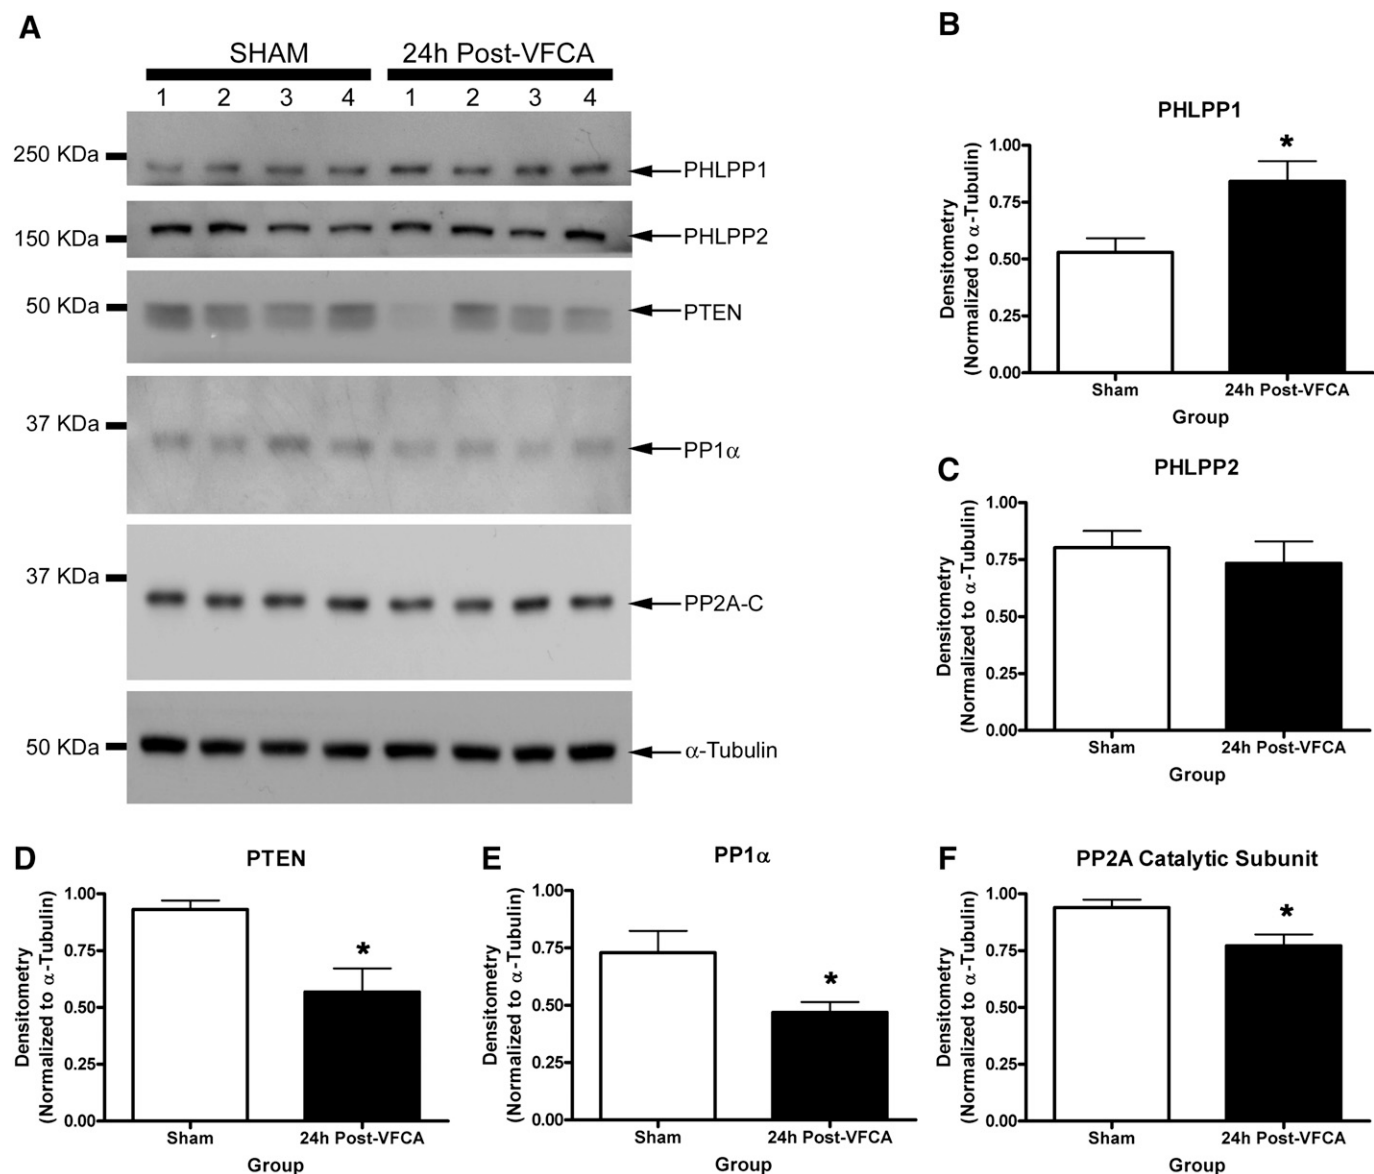 A
SHAM 24h Post-VFCA
1 2 3 4 1 2 3 4
250 KDa
PHLPP1
150 KDa
PHLPP2
50 KDa
PTEN
37 KDa
PP1α
37 KDa
PP2A-C
50 KDa
α-Tubulin
B
PHLPP1
Densitometry
(Normalized to α-Tubulin)
1.00
0.75
0.50
0.25
0.00
*
Sham 24h Post-VFCA
Group
C
PHLPP2
Densitometry
(Normalized to α-Tubulin)
1.00
0.75
0.50
0.25
0.00
Sham 24h Post-VFCA
Group
D
PTEN
Densitometry
(Normalized to α-Tubulin)
1.00
0.75
0.50
0.25
0.00
*
Sham 24h Post-VFCA
Group
E
PP1α
Densitometry
(Normalized to α-Tubulin)
1.00
0.75
0.50
0.25
0.00
*
Sham 24h Post-VFCA
Group
F
PP2A Catalytic Subunit
Densitometry
(Normalized to α-Tubulin)
1.00
0.75
0.50
0.25
0.00
*
Sham 24h Post-VFCA
Group